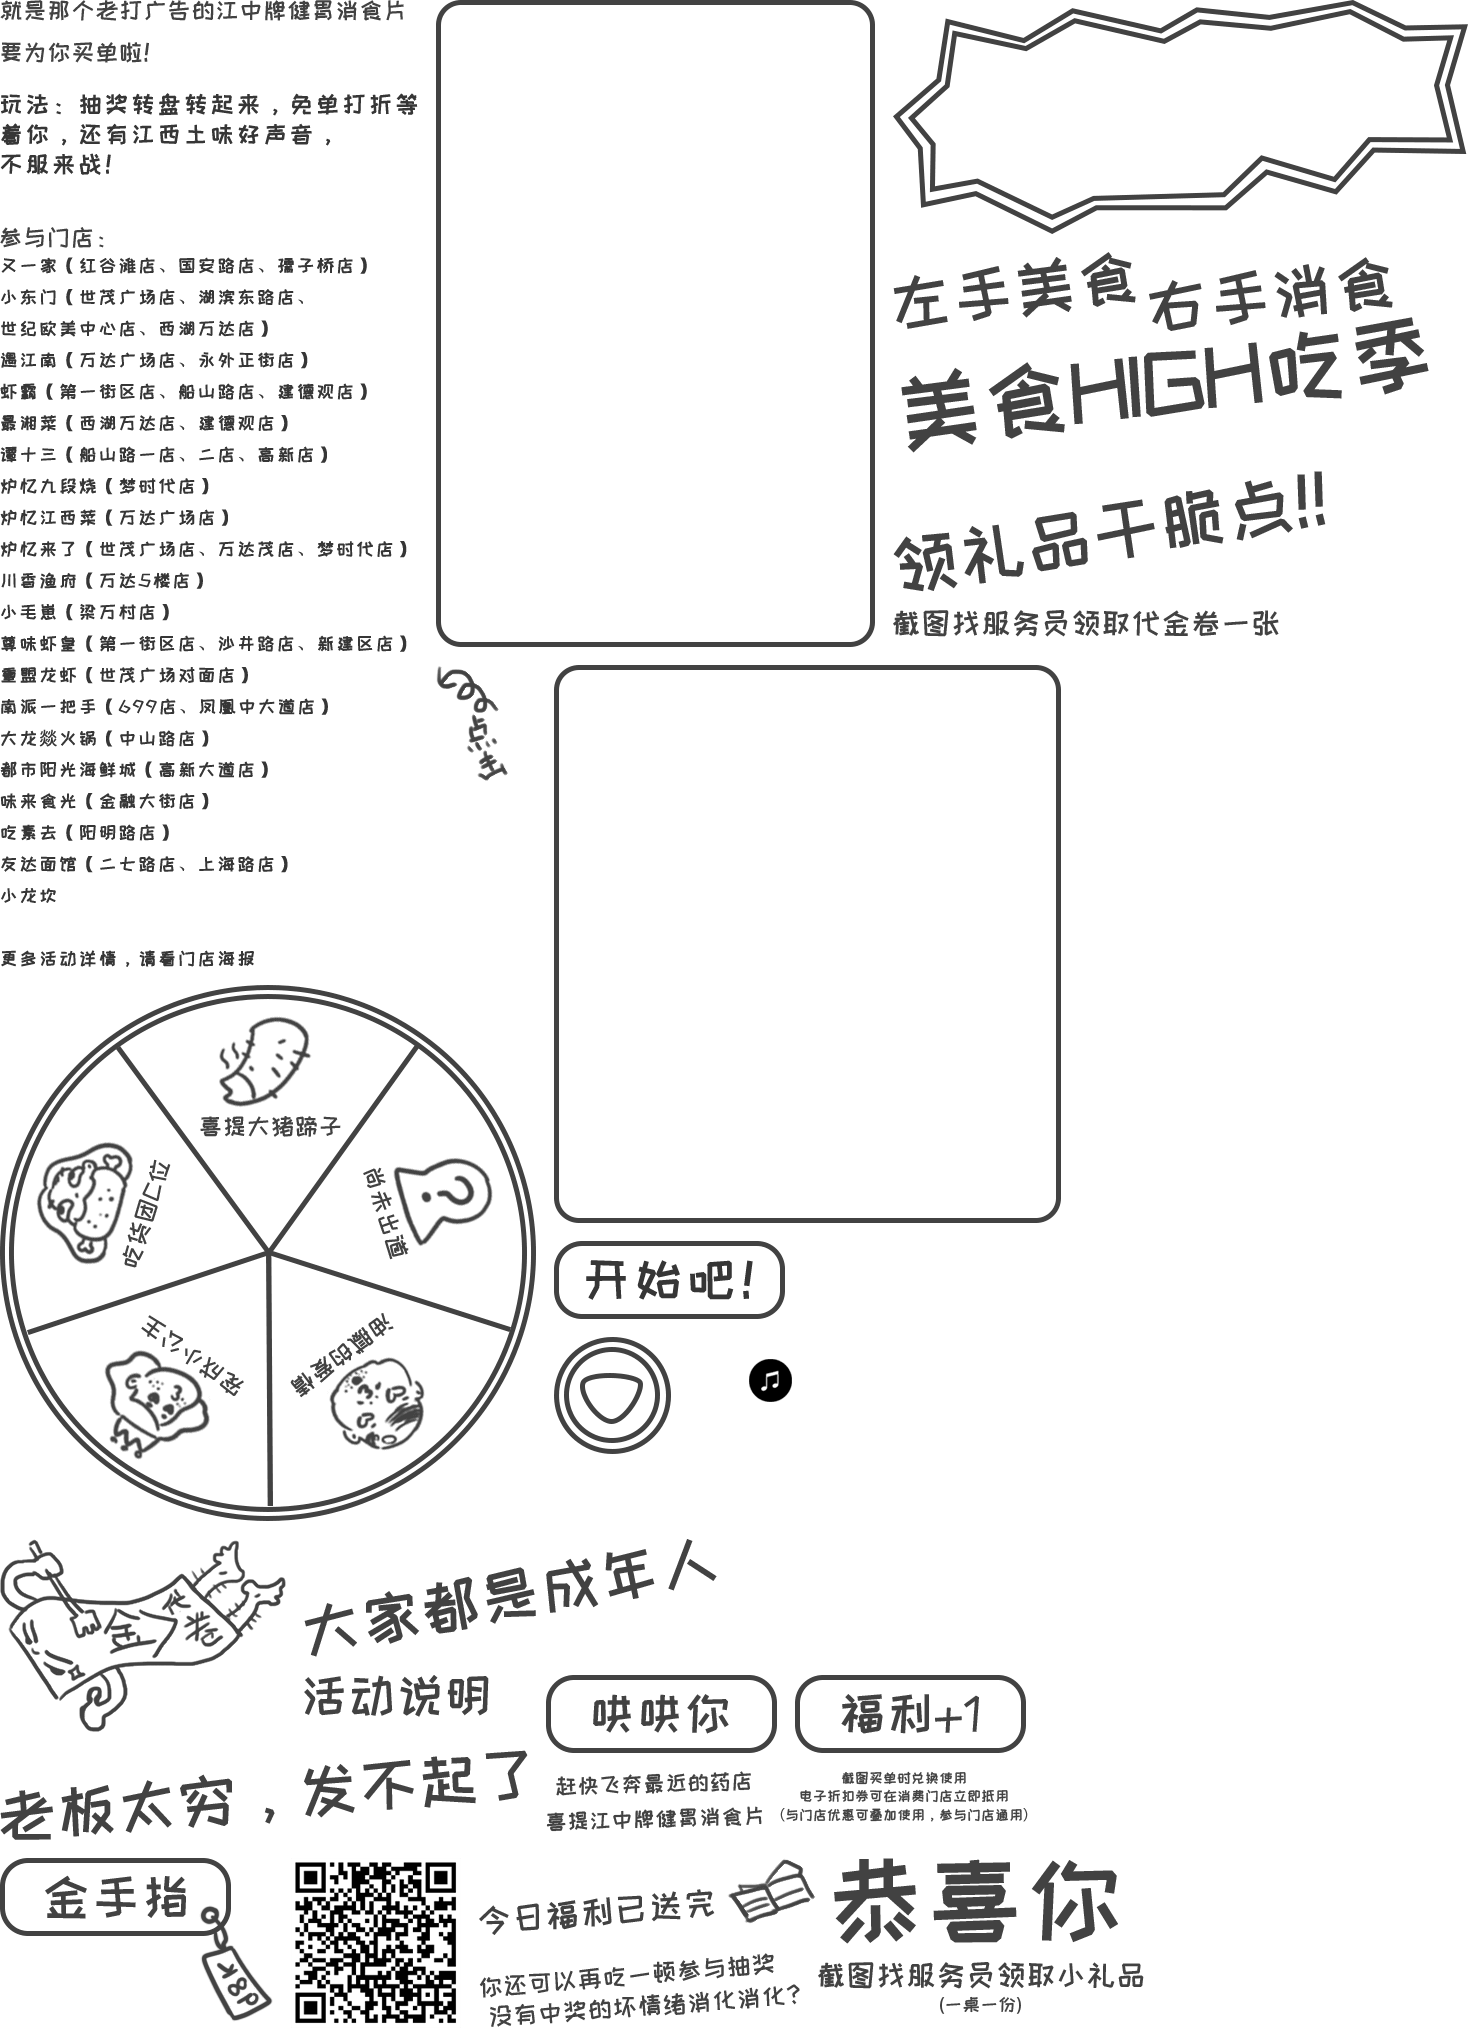 就是那个老打广告的江中牌健胃消食片
要为你买单啦!
玩法：抽奖转盘转起来，免单打折等
着你，还有江西土味好声音，
不服来战!
参与门店：
又一家（红谷滩店、国安路店、孺子桥店）
小东门（世茂广场店、湖滨东路店、
世纪欧美中心店、西湖万达店）
遇江南（万达广场店、永外正街店）
虾霸（第一街区店、船山路店、建德观店）
最湘菜（西湖万达店、建德观店）
谭十三（船山路一店、二店、高新店）
炉忆九段烧（梦时代店）
炉忆江西菜（万达广场店）
炉忆来了（世茂广场店、万达茂店、梦时代店）
川香渔府（万达5楼店）
小毛崽（梁万村店）
尊味虾皇（第一街区店、沙井路店、新建区店）
重盟龙虾（世茂广场对面店）
南派一把手（699店、凤凰中大道店）
大龙燚火锅（中山路店）
都市阳光海鲜城（高新大道店）
味来食光（金融大街店）
吃素去（阳明路店）
友达面馆（二七路店、上海路店）
小龙坎
更多活动详情，请看门店海报
左手美食 右手消食
美食HIGH吃季
领礼品干脆点!!
截图找服务员领取代金卷一张
点击
喜提大猪蹄子
尚未出道
油腻的爱情
宠成小公主
吃货团C位
开始吧!
代金卷
大家都是成年人
活动说明
哄哄你
福利+1
老板太穷，发不起了
赶快飞奔最近的药店
喜提江中牌健胃消食片
截图买单时兑换使用
电子折扣券可在消费门店立即抵用
(与门店优惠可叠加使用，参与门店通用)
金手指
今日福利已送完
你还可以再吃一顿参与抽奖
没有中奖的坏情绪消化消化?
恭喜你
截图找服务员领取小礼品
(一桌一份)